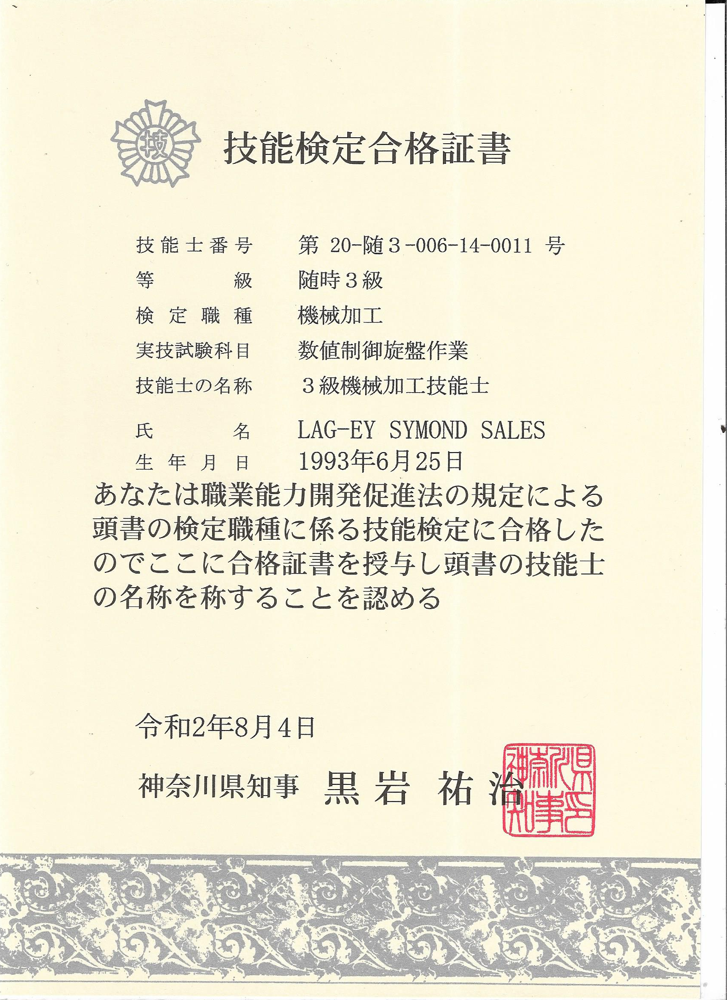 技
技能検定合格証書
技能士番号 第 20-随3-006-14-0011 号
等級 随時3級
検定職種 機械加工
実技試験科目 数値制御旋盤作業
技能士の名称 3級機械加工技能士
氏名 LAG-EY SYMOND SALES
生年月日 1993年6月25日
あなたは職業能力開発促進法の規定による
頭書の検定職種に係る技能検定に合格した
のでここに合格証書を授与し頭書の技能士
の名称を称することを認める
令和2年8月4日
神奈川県知事 黒岩 祐治
神奈川県
知事印